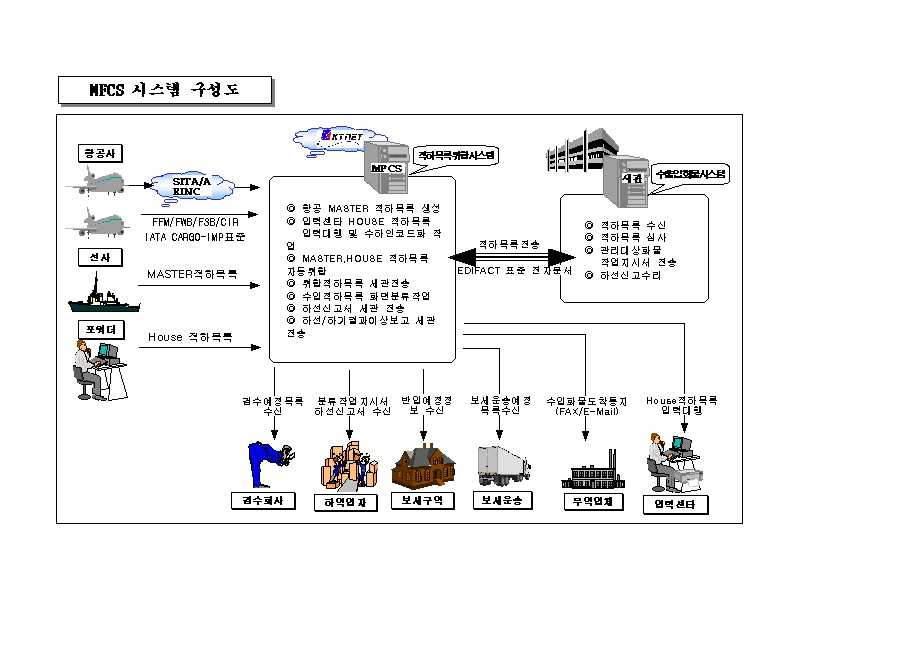 MFCS 시스템 구성도
항공사
SITA/A
RINC
FFM/FWB/FSB/CIR
IATA CARGO-IMP표준
선사
MASTER적하목록
포워더
House 적하목록
KTNET
MFCS
적하목록취합시스템
◎ 항공 MASTER 적하목록 생성
◎ 입력센타 HOUSE 적하목록
입력대행 및 수하인코드화 작
업
◎ MASTER,HOUSE 적하목록
자동취합
◎ 취합적하목록 세관전송
◎ 수입적하목록 화면분류작업
◎ 하선신고서 세관 전송
◎ 하선/하기결과이상보고 세관
전송
적하목록전송
EDIFACT 표준 전자문서
세관
수출입화물시스템
◎ 적하목록 수신
◎ 적하목록 심사
◎ 관리대상화물
작업지시서 전송
◎ 하선신고수리
검수예정목록
수신
분류작업지시서
하선신고서 수신
반입예정정
보 수신
보세운송예정
목록수신
수입화물도착통지
(FAX/E-Mail)
House적하목록
입력대행
검수회사
하역업자
보세구역
보세운송
무역업체
입력센타